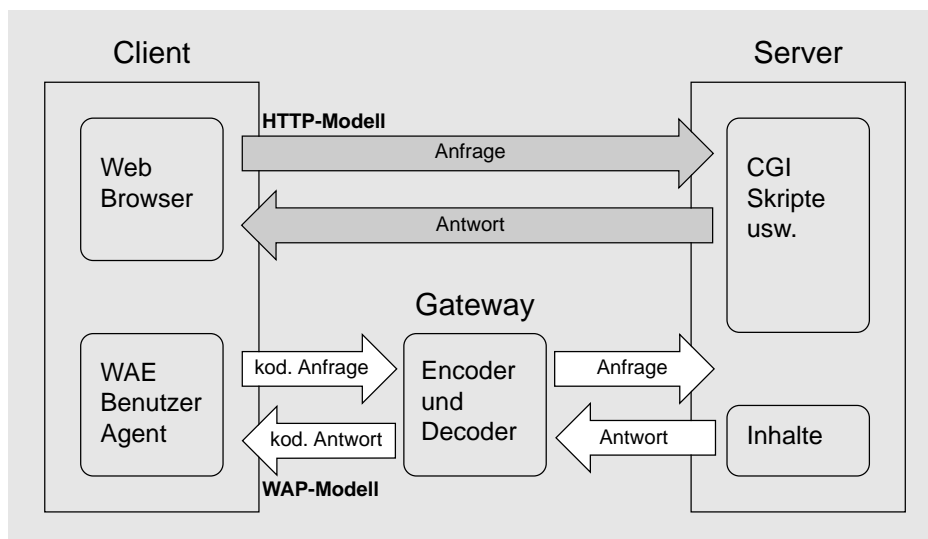 Client
Server
HTTP-Modell
Web
Browser
Anfrage
CGI
Skripte
usw.
Antwort
Gateway
WAE
Benutzer
Agent
kod. Anfrage
Encoder
und
Decoder
Anfrage
kod. Antwort
Antwort
Inhalte
WAP-Modell